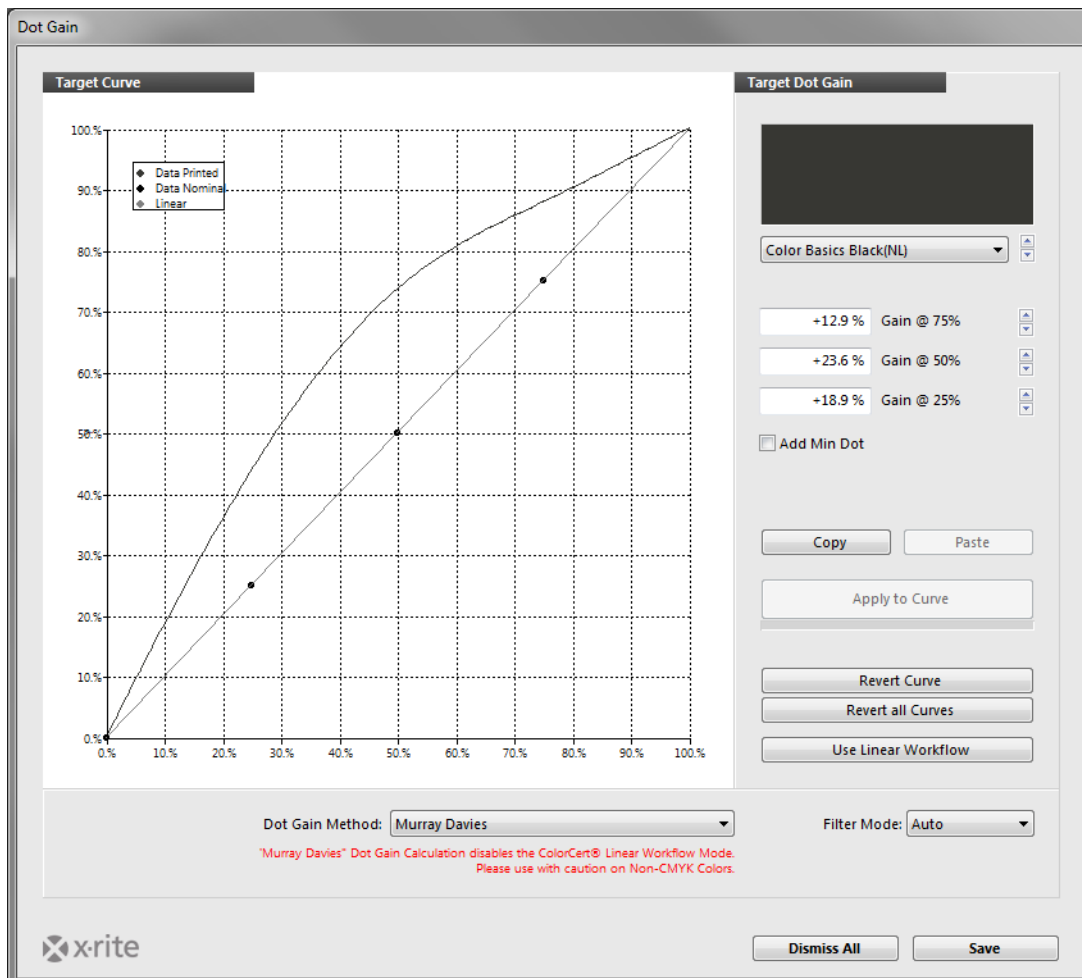 Dot Gain
Target Curve
100.%
90.%
80.%
70.%
60.%
50.%
40.%
30.%
20.%
10.%
0.%
0.% 10.% 20.% 30.% 40.% 50.% 60.% 70.% 80.% 90.% 100.%
Data Printed
Data Nominal
Linear
Target Dot Gain
Color Basics Black(NL)
+12.9 % Gain @ 75%
+23.6 % Gain @ 50%
+18.9 % Gain @ 25%
Add Min Dot
Copy Paste
Apply to Curve
Revert Curve
Revert all Curves
Use Linear Workflow
Dot Gain Method: Murray Davies Filter Mode: Auto
"Murray Davies" Dot Gain Calculation disables the ColorCert® Linear Workflow Mode.
Please use with caution on Non-CMYK Colors.
x·rite
Dismiss All Save